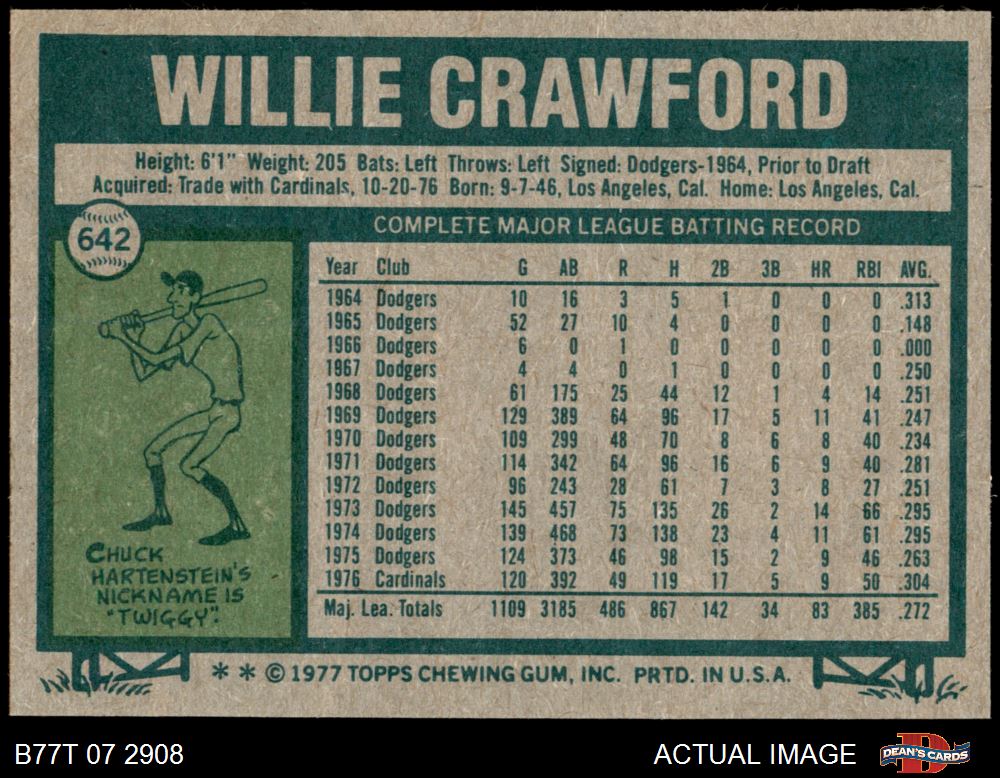 WILLIE CRAWFORD
Height: 6'1" Weight: 205 Bats: Left Throws: Left Signed: Dodgers-1964, Prior to Draft
Acquired: Trade with Cardinals, 10-20-76 Born: 9-7-46, Los Angeles, Cal. Home: Los Angeles, Cal.
642
COMPLETE MAJOR LEAGUE BATTING RECORD
Year Club G AB R H 2B 3B HR RBI AVG.
1964 Dodgers 10 16 3 5 1 0 0 0 .313
1965 Dodgers 52 27 10 4 0 0 0 0 .148
1966 Dodgers 6 0 1 0 0 0 0 0 .000
1967 Dodgers 4 4 0 1 0 0 0 0 .250
1968 Dodgers 61 175 25 44 12 1 4 14 .251
1969 Dodgers 129 389 64 96 17 5 11 41 .247
1970 Dodgers 109 299 48 70 8 6 8 40 .234
1971 Dodgers 114 342 64 96 16 6 9 40 .281
1972 Dodgers 96 243 28 61 7 3 8 27 .251
1973 Dodgers 145 457 75 135 26 2 14 66 .295
1974 Dodgers 139 468 73 138 23 4 11 61 .295
1975 Dodgers 124 373 46 98 15 2 9 46 .263
1976 Cardinals 120 392 49 119 17 5 9 50 .304
Maj. Lea. Totals 1109 3185 486 867 142 34 83 385 .272
CHUCK
HARTENSTEIN'S
NICKNAME IS
"TWIGGY".
* * © 1977 TOPPS CHEWING GUM, INC. PRTD. IN U.S.A.
B77T 07 2908 ACTUAL IMAGE
D
DEAN'S CARDS